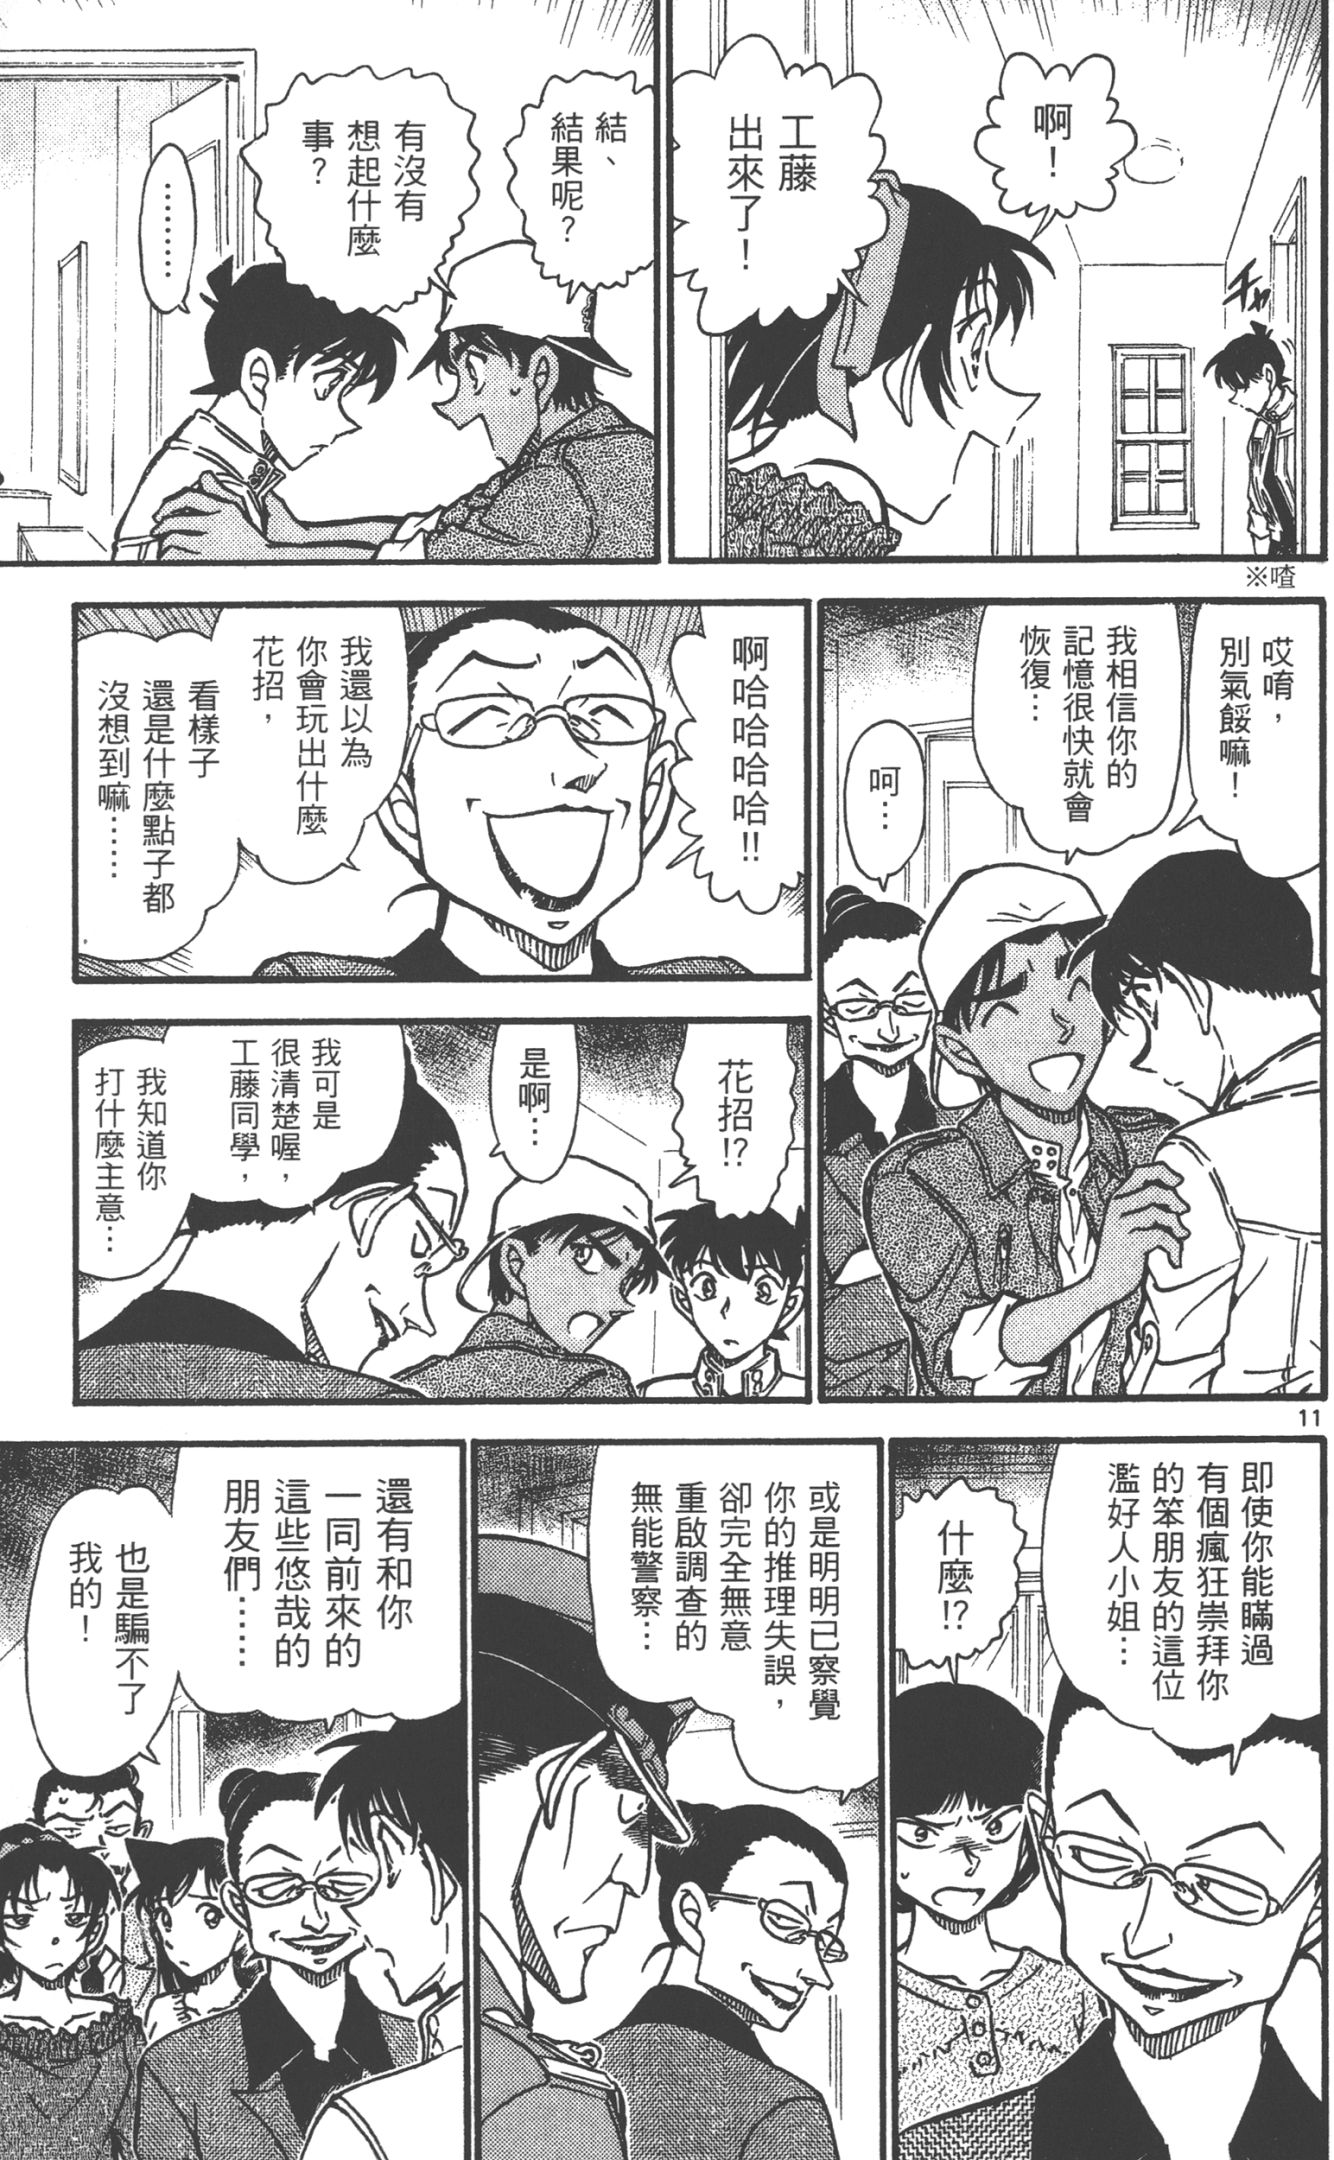 啊！
工藤
出來了！
チャ
※喳
結、
結果呢？
有沒有
想起什麼
事？
………
哎唷，
別氣餒嘛！
我相信你的
記憶很快就會
恢復…
呵…
啊哈哈哈哈哈!!
我還以為
你會玩出什麼
花招，
看樣子
還是什麼點子都
沒想到嘛……
花招!?
是啊…
我可是
很清楚喔，
工藤同學，
我知道你
打什麼主意…
11
即使你能瞞過
有個瘋狂崇拜你
的笨朋友的這位
濫好人小姐…
什麼!?
或是明明已察覺
你的推理失誤，
卻完全無意
重啟調查的
無能警察…
還有和你
一同前來的
這些悠哉的
朋友們……
也是騙不了
我的！